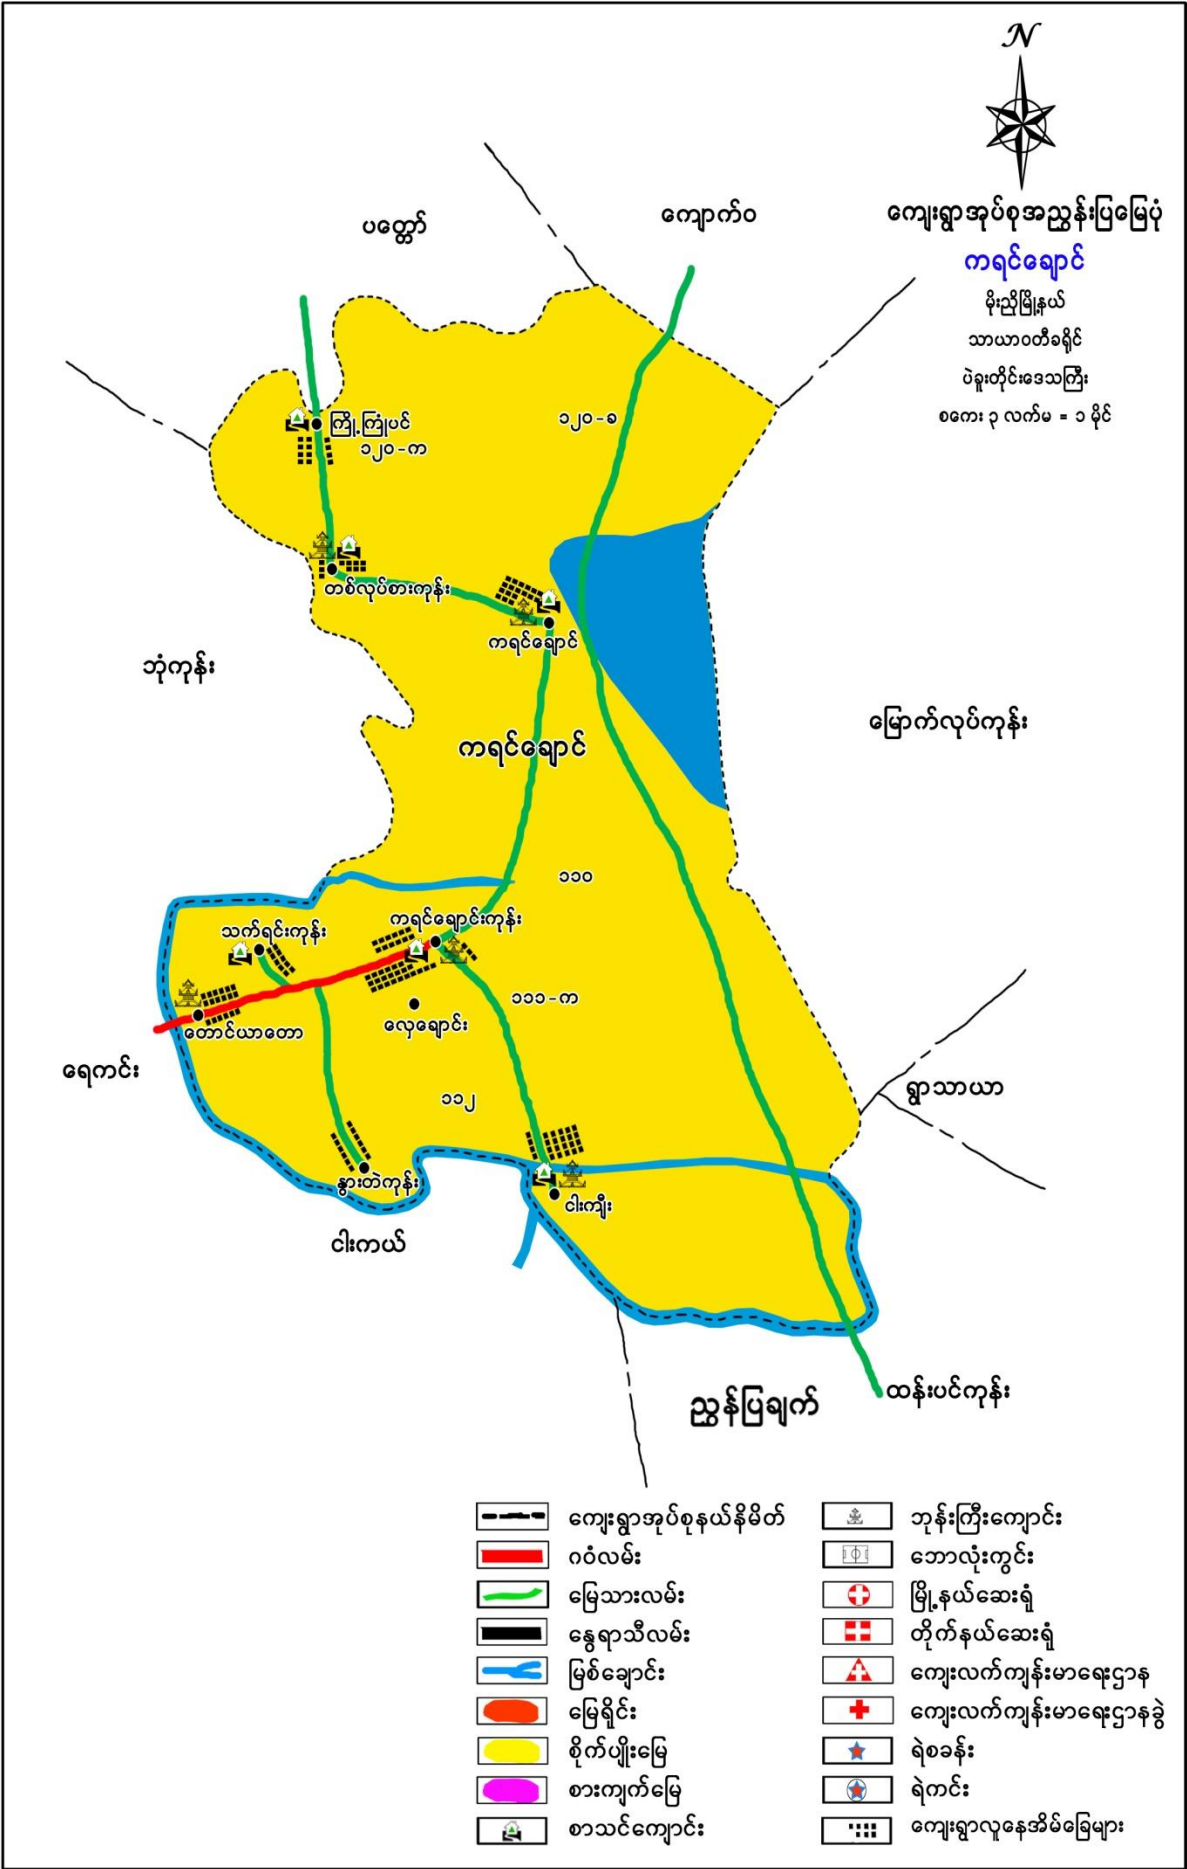 N
ကျေးရွာအုပ်စုအညွှန်းပြမြေပုံ
ကရင်ချောင်
မိုးညိုမြို့နယ်
သာယာဝတီခရိုင်
ပဲခူးတိုင်းဒေသကြီး
စကေး ၃ လက်မ = ၁ မိုင်
ပတ္တော်
ကျောက်ဝ
ကြို့ကြုံပင်
၁၂၀-က
၁၂၀-ခ
တစ်လုပ်စားကုန်း
ကရင်ချောင်
ဘုံကုန်း
မြောက်လုပ်ကုန်း
ကရင်ချောင်
၁၁၀
သက်ရင်းကုန်း
ကရင်ချောင်းကုန်း
၁၁၁-က
တောင်ယာတော
လှေချောင်း
ရေကင်း
ရွာသာယာ
၁၁၂
နွားတဲကုန်း
ငါးကျီး
ငါးကယ်
ထန်းပင်ကုန်း
ညွှန်ပြချက်
ကျေးရွာအုပ်စုနယ်နိမိတ်
ဂဝံလမ်း
မြေသားလမ်း
နွေရာသီလမ်း
မြစ်ချောင်း
မြေရိုင်း
စိုက်ပျိုးမြေ
စားကျက်မြေ
စာသင်ကျောင်း
ဘုန်းကြီးကျောင်း
ဘောလုံးကွင်း
မြို့နယ်ဆေးရုံ
တိုက်နယ်ဆေးရုံ
ကျေးလက်ကျန်းမာရေးဌာန
ကျေးလက်ကျန်းမာရေးဌာနခွဲ
ရဲစခန်း
ရဲကင်း
ကျေးရွာလူနေအိမ်ခြေများ